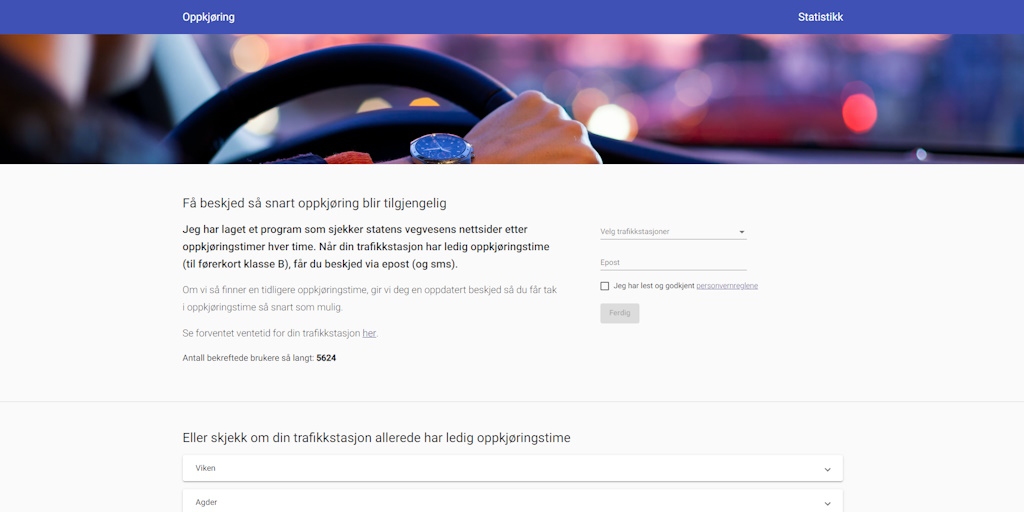 Oppkjøring
Statistikk
Få beskjed så snart oppkjøring blir tilgjengelig
Jeg har laget et program som sjekker statens vegvesens nettsider etter
oppkjøringstimer hver time. Når din trafikkstasjon har ledig oppkjøringstime
(til førerkort klasse B), får du beskjed via epost (og sms).
Om vi så finner en tidligere oppkjøringstime, gir vi deg en oppdatert beskjed så du får tak
i oppkjøringstime så snart som mulig.
Se forventet ventetid for din trafikkstasjon her.
Antall bekreftede brukere så langt: 5624
Velg trafikkstasjoner
Epost
Jeg har lest og godkjent personvernreglene
Ferdig
Eller skjekk om din trafikkstasjon allerede har ledig oppkjøringstime
Viken
Agder